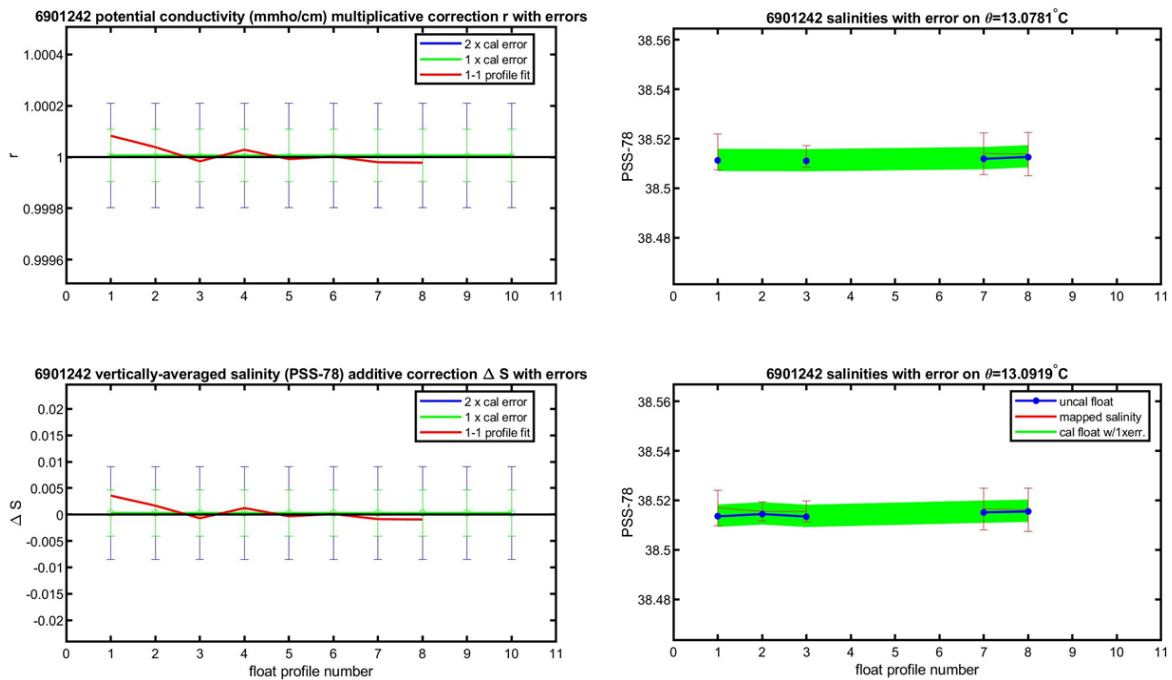 6901242 potential conductivity (mmho/cm) multiplicative correction r with errors
1.0004
1.0002
1
0.9998
0.9996
r
2 x cal error
1 x cal error
1-1 profile fit
0 1 2 3 4 5 6 7 8 9 10 11
6901242 salinities with error on θ=13.0781°C
38.56
38.54
38.52
38.5
38.48
PSS-78
0 1 2 3 4 5 6 7 8 9 10 11
6901242 vertically-averaged salinity (PSS-78) additive correction Δ S with errors
0.02
0.015
0.01
0.005
0
-0.005
-0.01
-0.015
-0.02
Δ S
2 x cal error
1 x cal error
1-1 profile fit
0 1 2 3 4 5 6 7 8 9 10 11
float profile number
6901242 salinities with error on θ=13.0919°C
38.56
38.54
38.52
38.5
38.48
PSS-78
uncal float
mapped salinity
cal float w/1xerr.
0 1 2 3 4 5 6 7 8 9 10 11
float profile number